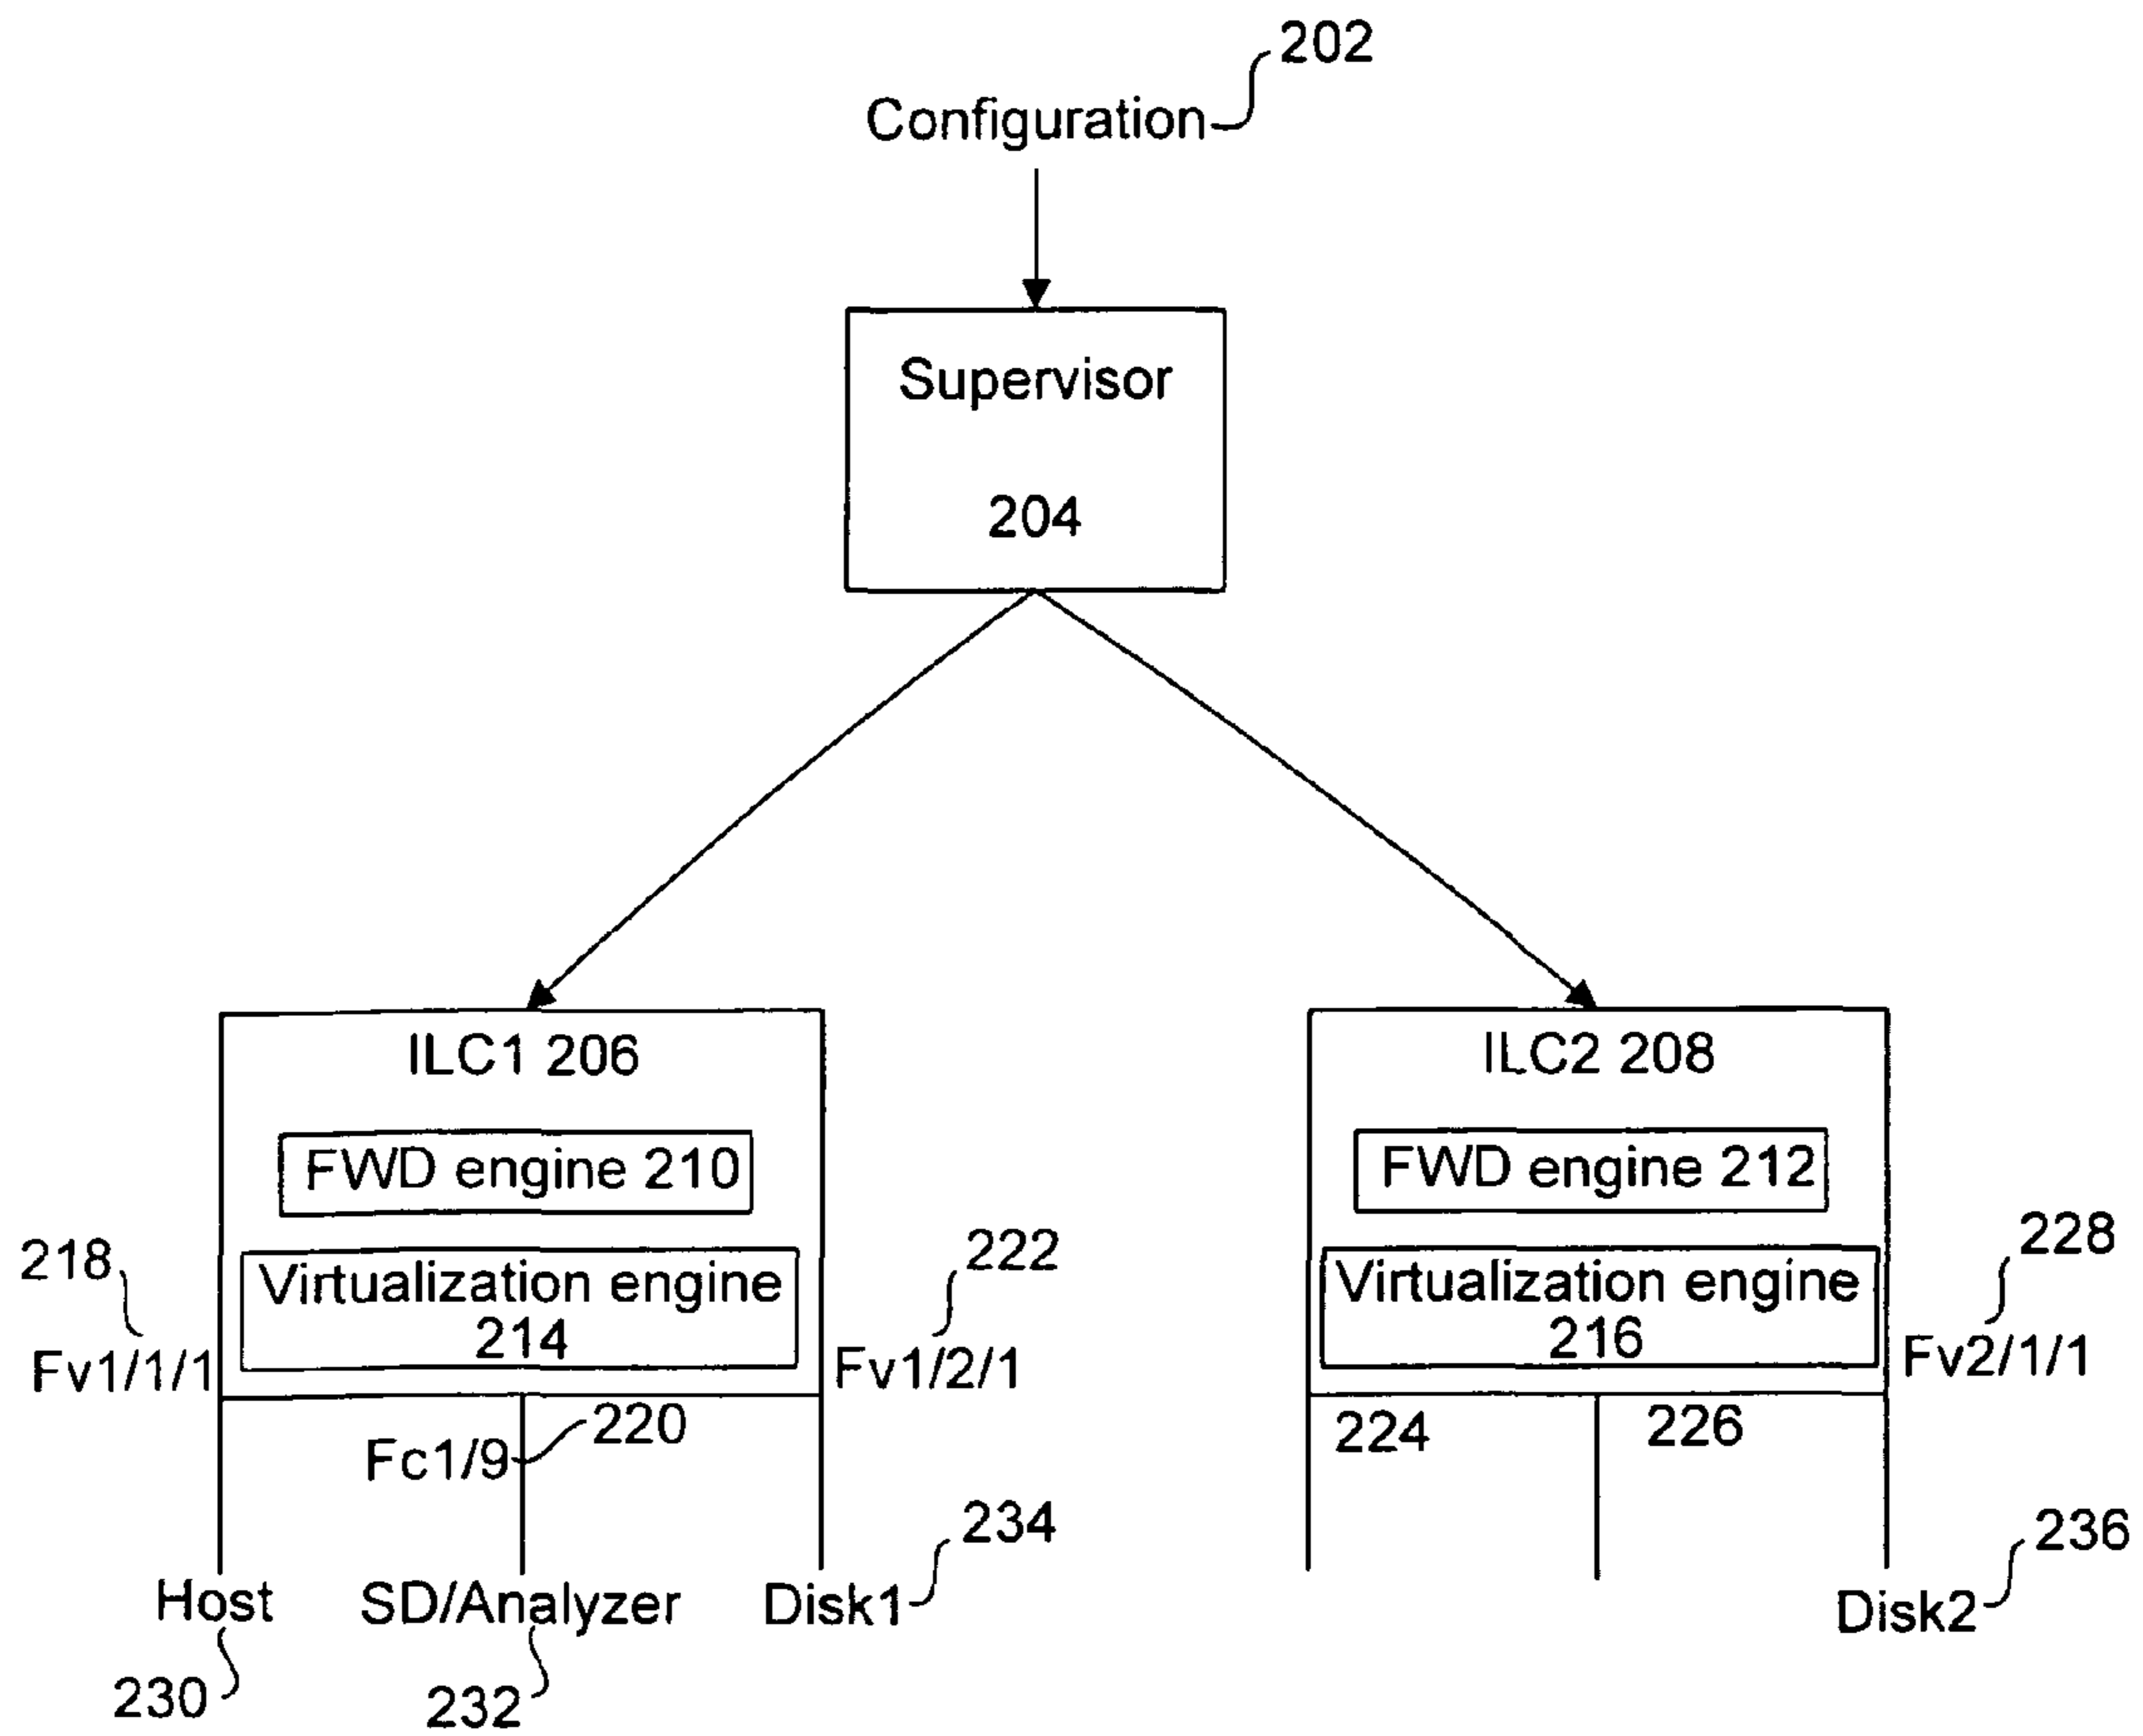 202
Configuration
Supervisor
204
ILC1 206
ILC2 208
FWD engine 210
FWD engine 212
218
Virtualization engine
214
222
Virtualization engine
216
228
Fv1/1/1
Fv1/2/1
Fv2/1/1
Fc1/9
220
224
226
234
236
Host
SD/Analyzer
Disk1
Disk2
230
232